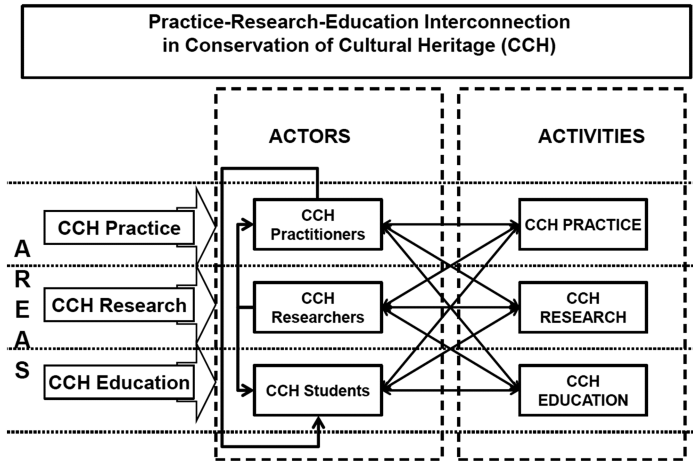 Practice-Research-Education Interconnection
in Conservation of Cultural Heritage (CCH)
ACTORS
ACTIVITIES
AREAS
CCH Practice
CCH
Practitioners
CCH PRACTICE
CCH Research
CCH
Researchers
CCH
RESEARCH
CCH Education
CCH Students
CCH
EDUCATION